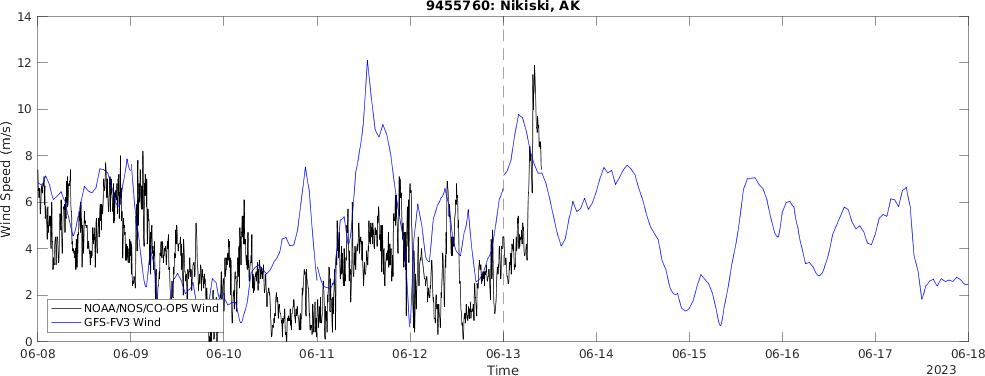 9455760: Nikiski, AK
Wind Speed (m/s)
14
12
10
8
6
4
2
0
NOAA/NOS/CO-OPS Wind
GFS-FV3 Wind
06-08 06-09 06-10 06-11 06-12 06-13 06-14 06-15 06-16 06-17 06-18
Time
2023